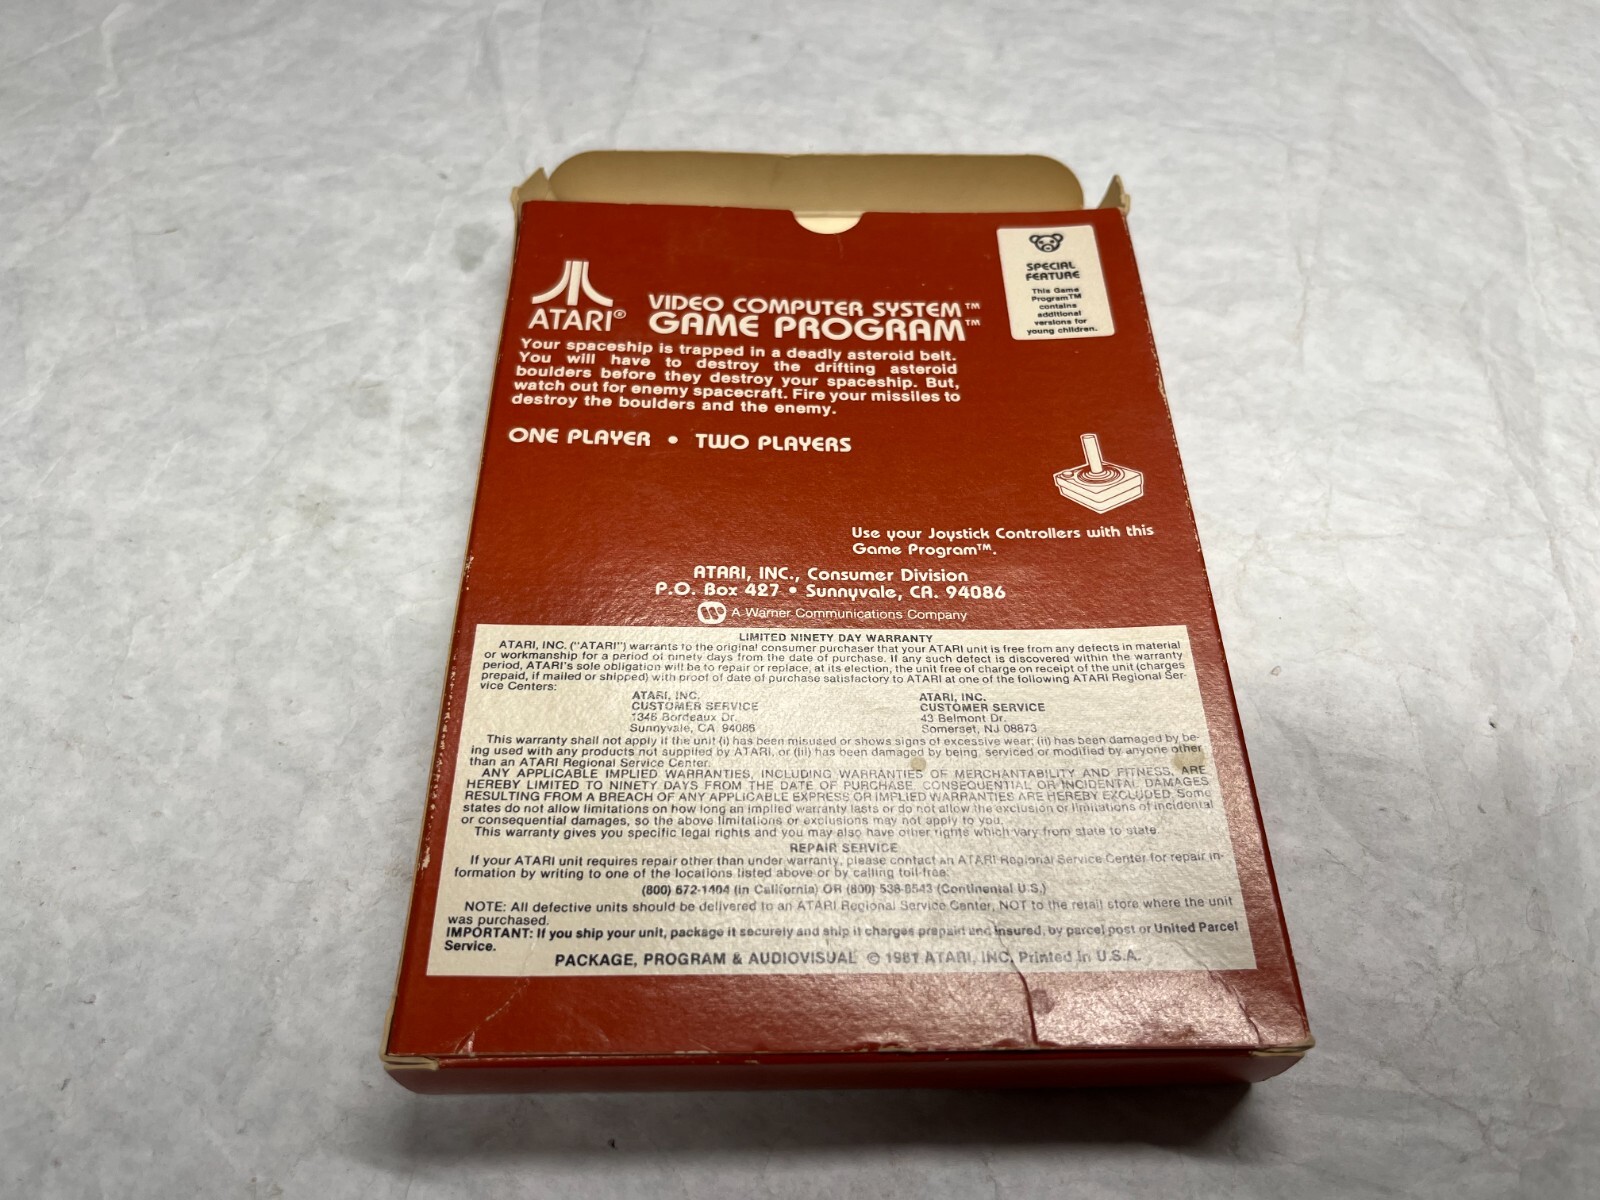 SPECIAL
FEATURE
This Game
Program™
contains
additional
versions for
young children.
ATARI®
VIDEO COMPUTER SYSTEM™
GAME PROGRAM™
Your spaceship is trapped in a deadly asteroid belt.
You will have to destroy the drifting asteroid
boulders before they destroy your spaceship. But,
watch out for enemy spacecraft. Fire your missiles to
destroy the boulders and the enemy.
ONE PLAYER • TWO PLAYERS
Use your Joystick Controllers with this
Game Program™.
ATARI, INC., Consumer Division
P.O. Box 427 • Sunnyvale, CA. 94086
A Warner Communications Company
LIMITED NINETY DAY WARRANTY
ATARI, INC. ("ATARI") warrants to the original consumer purchaser that your ATARI unit is free from any defects in material
or workmanship for a period of ninety days from the date of purchase. If any such defect is discovered within the warranty
period, ATARI's sole obligation will be to repair or replace, at its election, the unit free of charge on receipt of the unit (charges
prepaid, if mailed or shipped) with proof of date of purchase satisfactory to ATARI at one of the following ATARI Regional Ser-
vice Centers:
ATARI, INC.
CUSTOMER SERVICE
1346 Bordeaux Dr.
Sunnyvale, CA 94086
ATARI, INC.
CUSTOMER SERVICE
43 Belmont Dr.
Somerset, NJ 08873
This warranty shall not apply if the unit (i) has been misused or shows signs of excessive wear, (ii) has been damaged by be-
ing used with any products not supplied by ATARI, or (iii) has been damaged by being serviced or modified by anyone other
than an ATARI Regional Service Center.
ANY APPLICABLE IMPLIED WARRANTIES, INCLUDING WARRANTIES OF MERCHANTABILITY AND FITNESS, ARE
HEREBY LIMITED TO NINETY DAYS FROM THE DATE OF PURCHASE. CONSEQUENTIAL OR INCIDENTAL DAMAGES
RESULTING FROM A BREACH OF ANY APPLICABLE EXPRESS OR IMPLIED WARRANTIES ARE HEREBY EXCLUDED. Some
states do not allow limitations on how long an implied warranty lasts or do not allow the exclusion or limitations of incidental
or consequential damages, so the above limitations or exclusions may not apply to you.
This warranty gives you specific legal rights and you may also have other rights which vary from state to state.
REPAIR SERVICE
If your ATARI unit requires repair other than under warranty, please contact an ATARI Regional Service Center for repair in-
formation by writing to one of the locations listed above or by calling toll-free:
(800) 672-1404 (in California) OR (800) 538-8543 (Continental U.S.)
NOTE: All defective units should be delivered to an ATARI Regional Service Center, NOT to the retail store where the unit
was purchased.
IMPORTANT: If you ship your unit, package it securely and ship it charges prepaid and insured, by parcel post or United Parcel
Service.
PACKAGE, PROGRAM & AUDIOVISUAL © 1981 ATARI, INC. Printed in U.S.A.